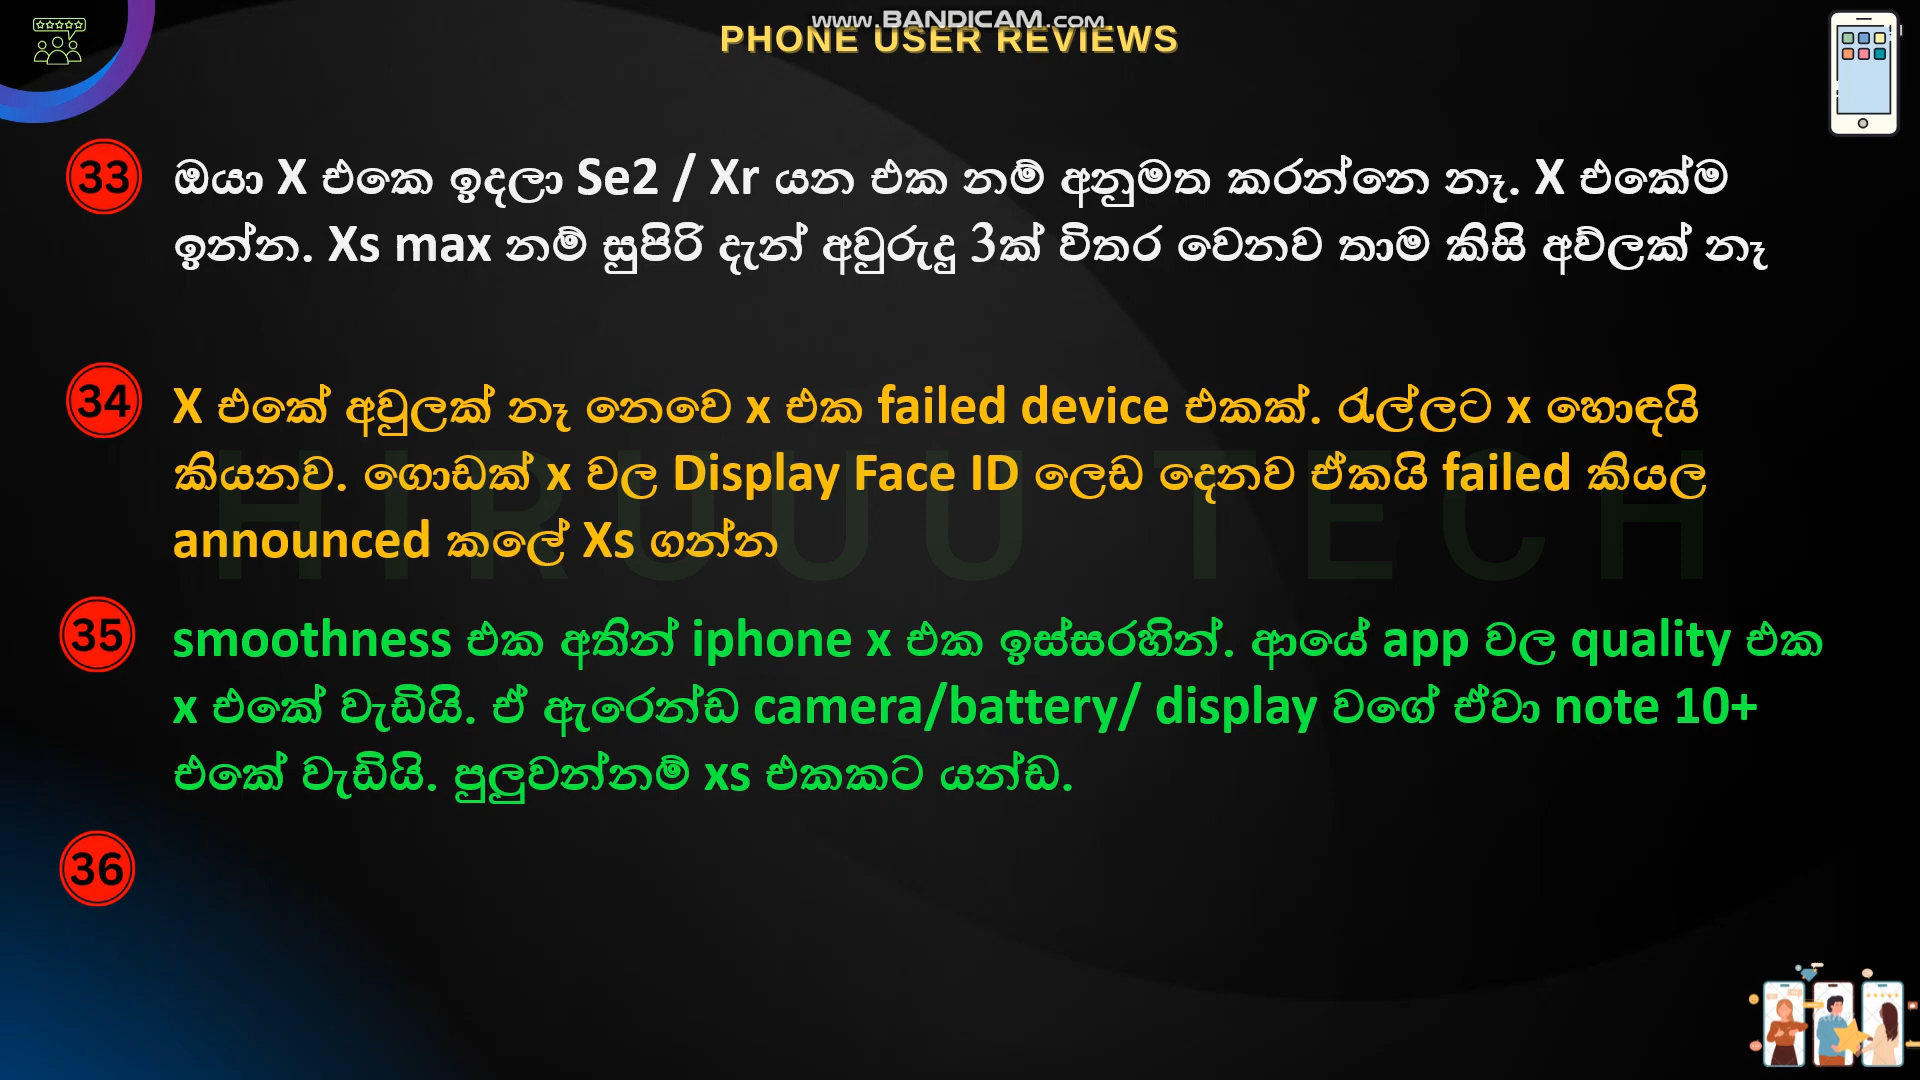 www.BANDICAM.com
PHONE USER REVIEWS
33
ඔයා X එකෙ ඉදලා Se2 / Xr යන එක නම් අනුමත කරන්නෙ නෑ. X එකේම
ඉන්න. Xs max නම් සුපිරි දැන් අවුරුදු 3ක් විතර වෙනව තාම කිසි අව්ලක් නෑ
34
X එකේ අවුලක් නෑ නෙවෙ x එක failed device එකක්. රැල්ලට x හොඳයි
කියනව. ගොඩක් x වල Display Face ID ලෙඩ දෙනව ඒකයි failed කියල
announced කලේ Xs ගන්න
HIRUUU TECH
35
smoothness එක අතින් iphone x එක ඉස්සරහින්. ආයේ app වල quality එක
x එකේ වැඩියි. ඒ ඇරෙන්ඩ camera/battery/ display වගේ ඒවා note 10+
එකේ වැඩියි. පුලුවන්නම් xs එකකට යන්ඩ.
36